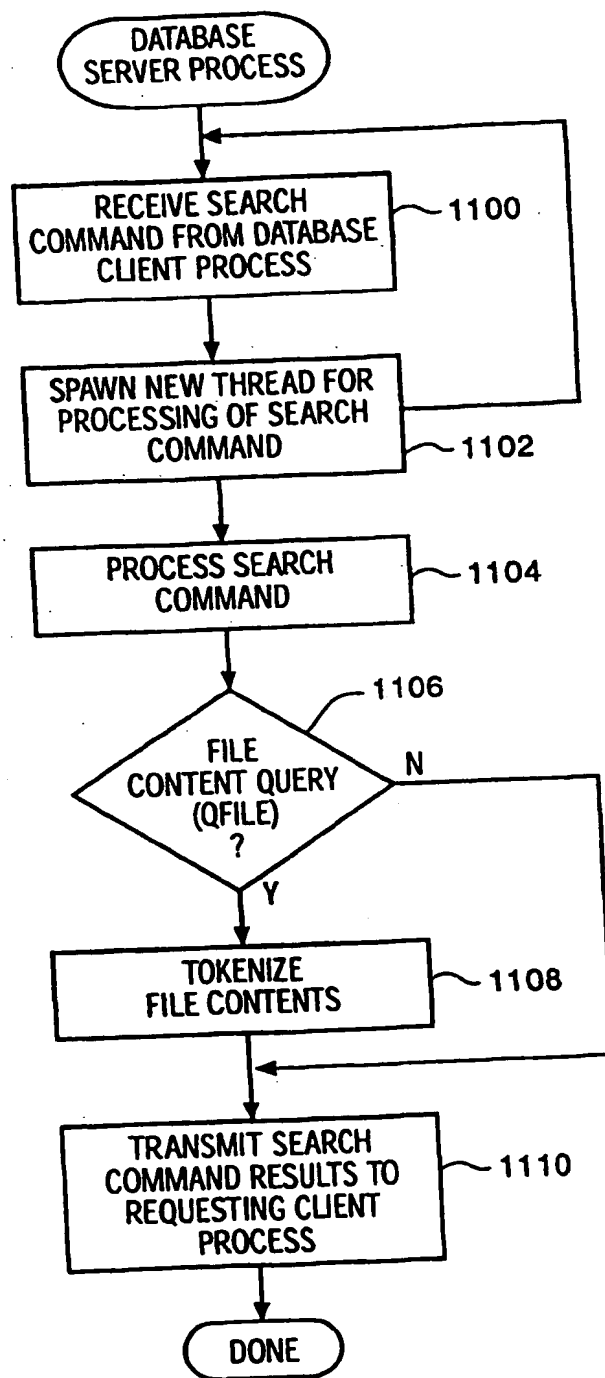 DATABASE
SERVER PROCESS
RECEIVE SEARCH
COMMAND FROM DATABASE
CLIENT PROCESS
1100
SPAWN NEW THREAD FOR
PROCESSING OF SEARCH
COMMAND
1102
PROCESS SEARCH
COMMAND
1104
1106
FILE
CONTENT QUERY
(QFILE)
?
N
Y
TOKENIZE
FILE CONTENTS
1108
TRANSMIT SEARCH
COMMAND RESULTS TO
REQUESTING CLIENT
PROCESS
1110
DONE